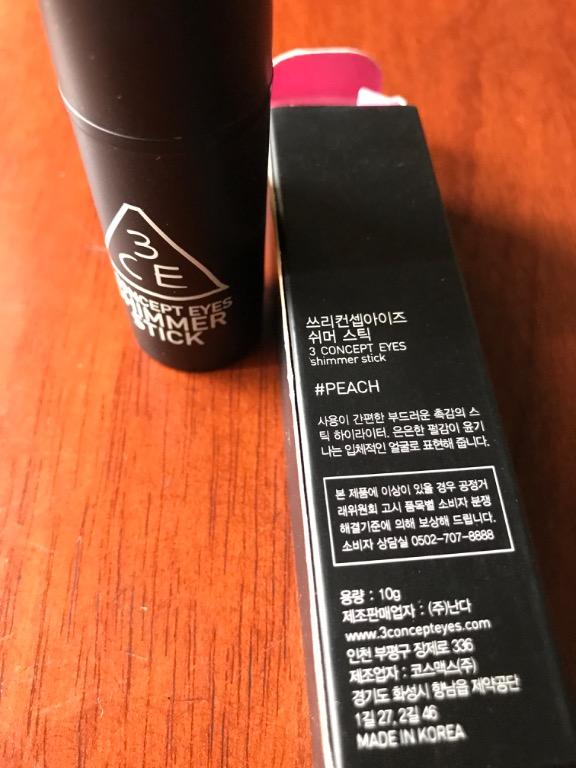 3
CE
CONCEPT EYES
SHIMMER
STICK
쓰리컨셉아이즈
쉬머 스틱
3 CONCEPT EYES
shimmer stick
#PEACH
사용이 간편한 부드러운 촉감의 스
틱 하이라이터. 은은한 펄감이 윤기
나는 입체적인 얼굴로 표현해 줍니다.
본 제품에 이상이 있을 경우 공정거
래위원회 고시 품목별 소비자 분쟁
해결기준에 의해 보상해 드립니다.
소비자 상담실 0502-707-8888
용량 : 10g
제조판매업자 : (주)난다
www.3concepteyes.com
인천 부평구 장제로 336
제조업자 : 코스맥스(주)
경기도 화성시 향남읍 제약공단
1길 27, 2길 46
MADE IN KOREA